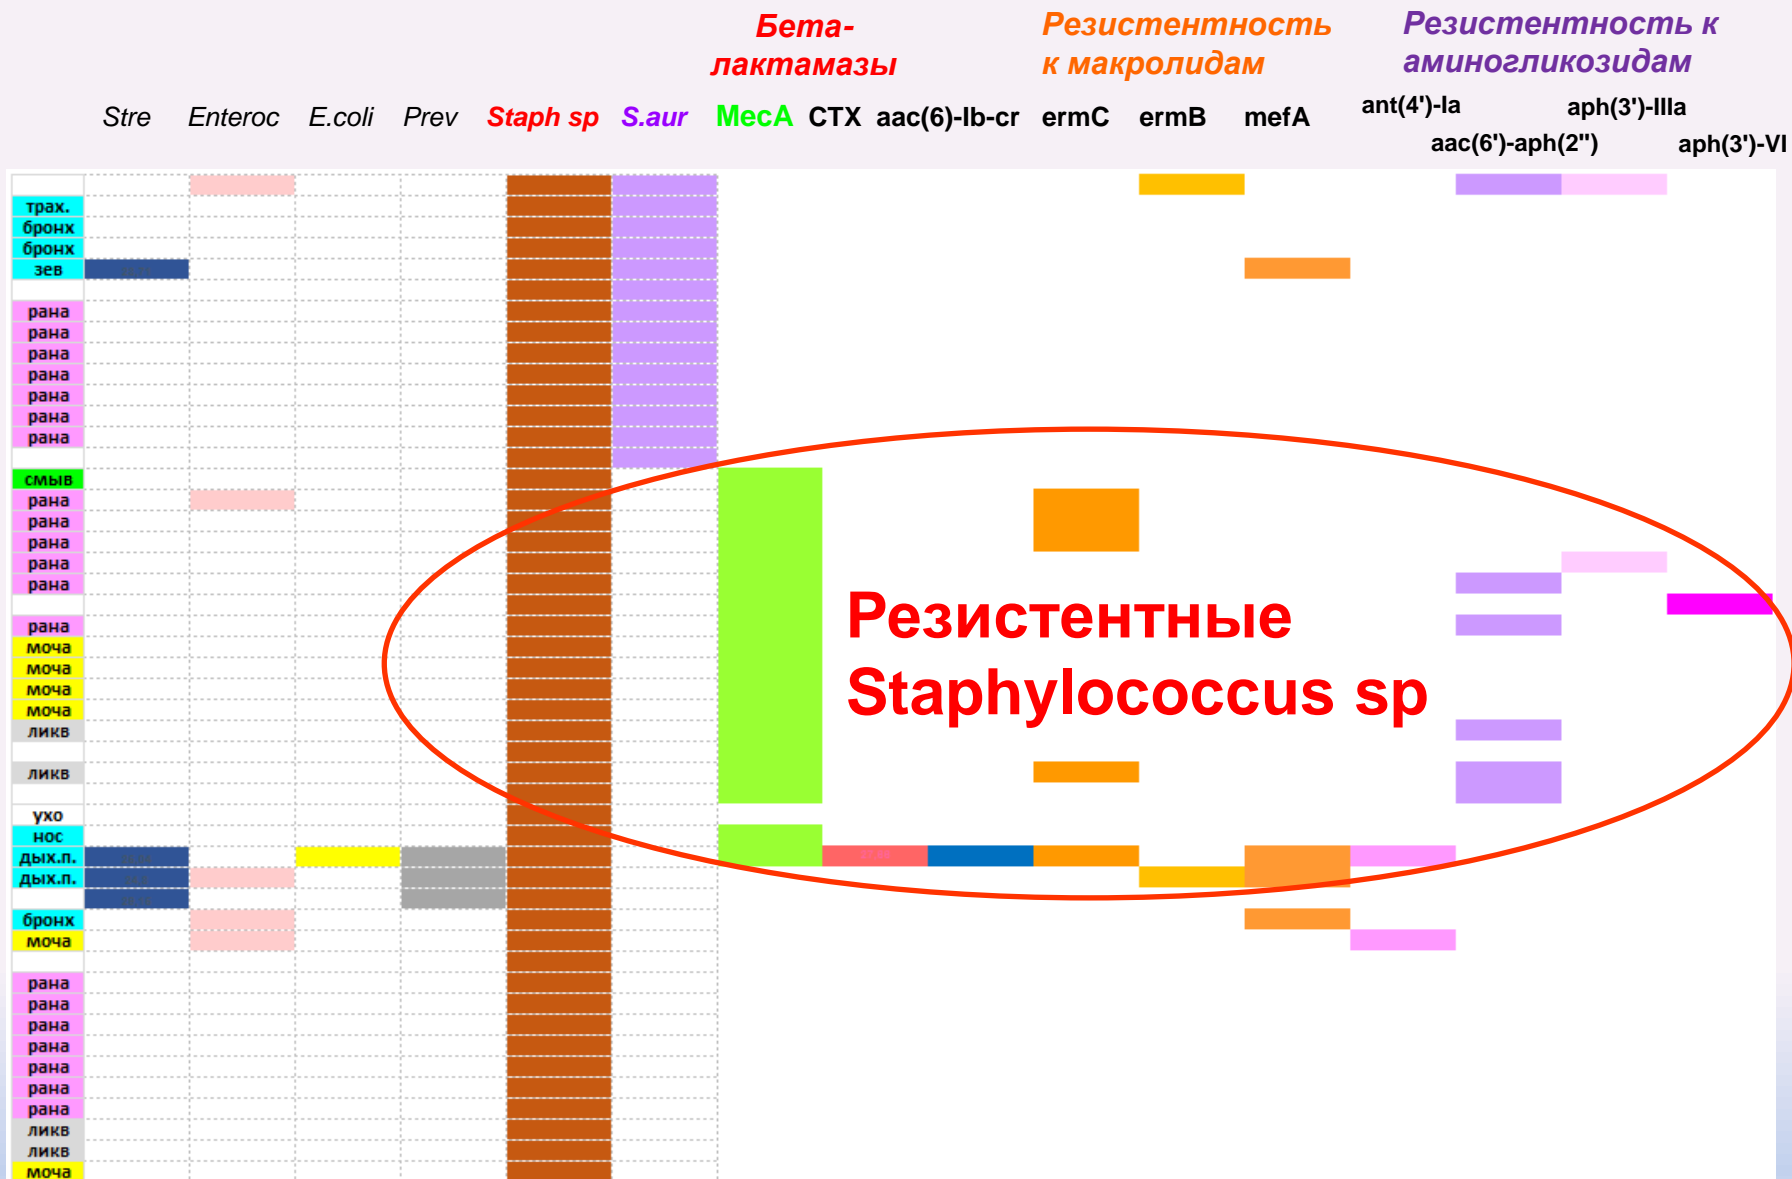 Бета-
лактамазы
Резистентность
к макролидам
Резистентность к
аминогликозидам
Stre Enteroc E.coli Prev Staph sp S.aur MecA CTX aac(6)-Ib-cr ermC ermB mefA ant(4')-Ia aph(3')-IIIa
aac(6')-aph(2'') aph(3')-VI
трах.
бронх
бронх
зев
рана
рана
рана
рана
рана
рана
рана
смыв
рана
рана
рана
рана
рана
рана
моча
моча
моча
моча
ликв
ликв
ухо
нос
дых.п.
дых.п.
бронх
моча
рана
рана
рана
рана
рана
рана
рана
ликв
ликв
моча
Резистентные
Staphylococcus sp